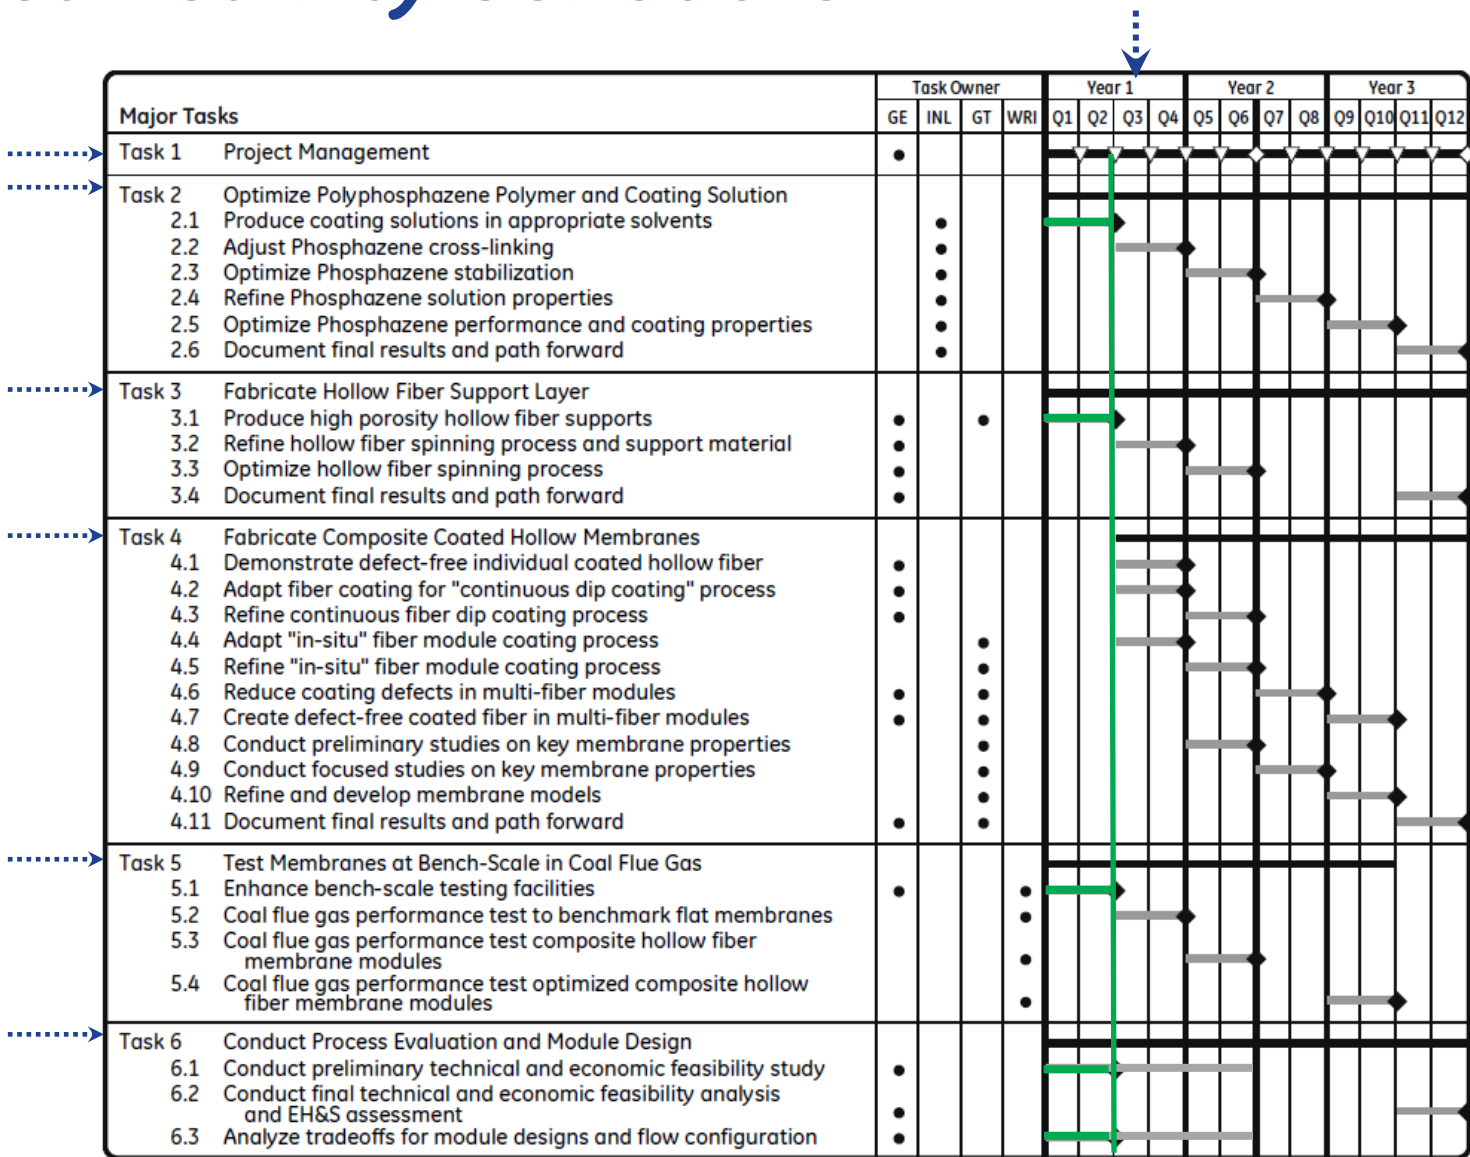 Task Owner Year 1 Year 2 Year 3
Major Tasks GE INL GT WRI Q1 Q2 Q3 Q4 Q5 Q6 Q7 Q8 Q9 Q10 Q11 Q12
Task 1 Project Management
Task 2 Optimize Polyphosphazene Polymer and Coating Solution
2.1 Produce coating solutions in appropriate solvents
2.2 Adjust Phosphazene cross-linking
2.3 Optimize Phosphazene stabilization
2.4 Refine Phosphazene solution properties
2.5 Optimize Phosphazene performance and coating properties
2.6 Document final results and path forward
Task 3 Fabricate Hollow Fiber Support Layer
3.1 Produce high porosity hollow fiber supports
3.2 Refine hollow fiber spinning process and support material
3.3 Optimize hollow fiber spinning process
3.4 Document final results and path forward
Task 4 Fabricate Composite Coated Hollow Membranes
4.1 Demonstrate defect-free individual coated hollow fiber
4.2 Adapt fiber coating for "continuous dip coating" process
4.3 Refine continuous fiber dip coating process
4.4 Adapt "in-situ" fiber module coating process
4.5 Refine "in-situ" fiber module coating process
4.6 Reduce coating defects in multi-fiber modules
4.7 Create defect-free coated fiber in multi-fiber modules
4.8 Conduct preliminary studies on key membrane properties
4.9 Conduct focused studies on key membrane properties
4.10 Refine and develop membrane models
4.11 Document final results and path forward
Task 5 Test Membranes at Bench-Scale in Coal Flue Gas
5.1 Enhance bench-scale testing facilities
5.2 Coal flue gas performance test to benchmark flat membranes
5.3 Coal flue gas performance test composite hollow fiber
membrane modules
5.4 Coal flue gas performance test optimized composite hollow
fiber membrane modules
Task 6 Conduct Process Evaluation and Module Design
6.1 Conduct preliminary technical and economic feasibility study
6.2 Conduct final technical and economic feasibility analysis
and EH&S assessment
6.3 Analyze tradeoffs for module designs and flow configuration